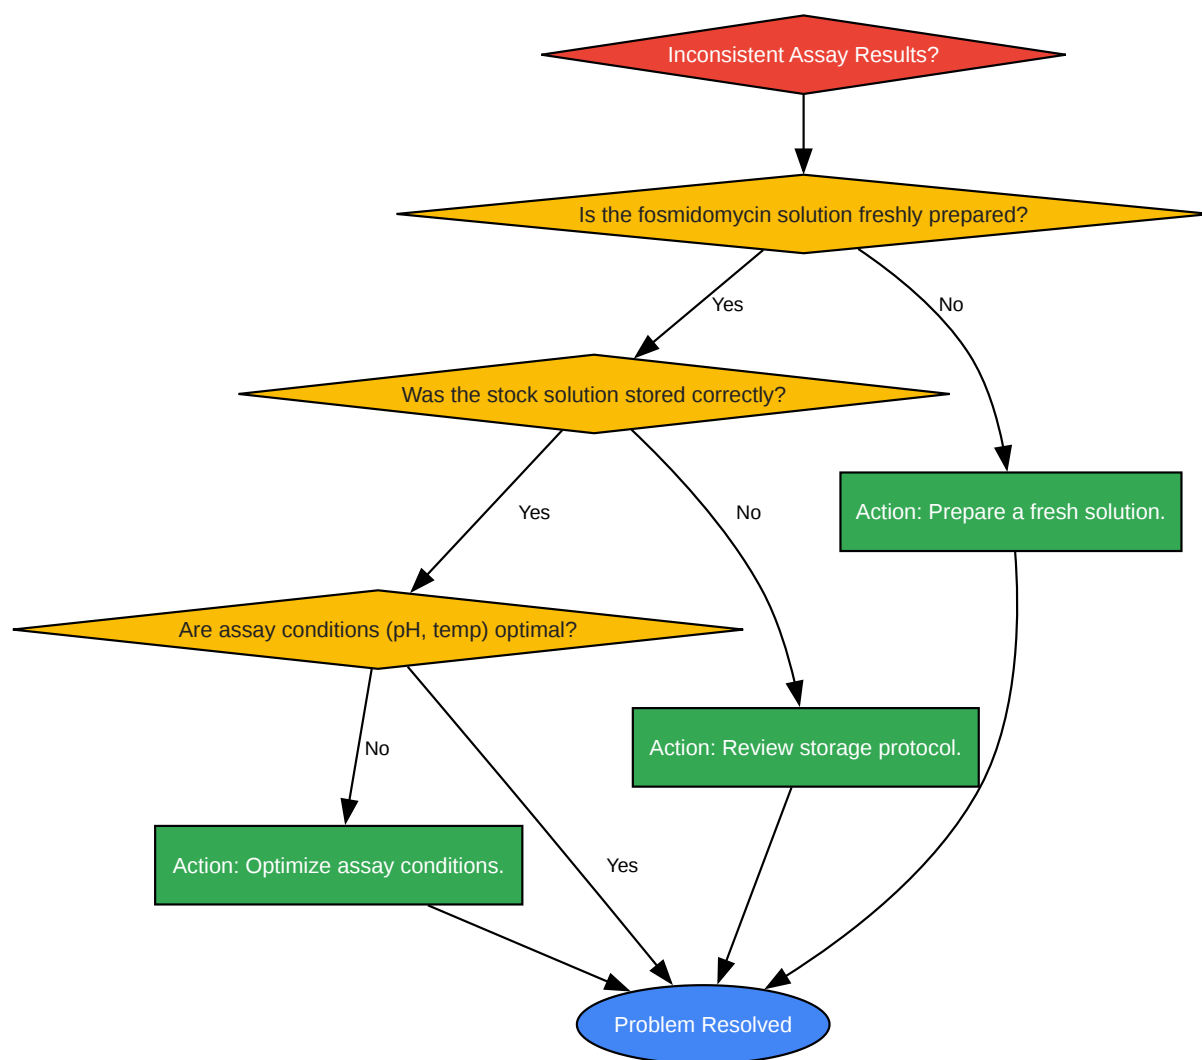 Inconsistent Assay Results?
Is the fosmidomycin solution freshly prepared?
Yes
No
Was the stock solution stored correctly?
Yes
No
Action: Prepare a fresh solution.
Are assay conditions (pH, temp) optimal?
No
Action: Review storage protocol.
Action: Optimize assay conditions.
Yes
Problem Resolved